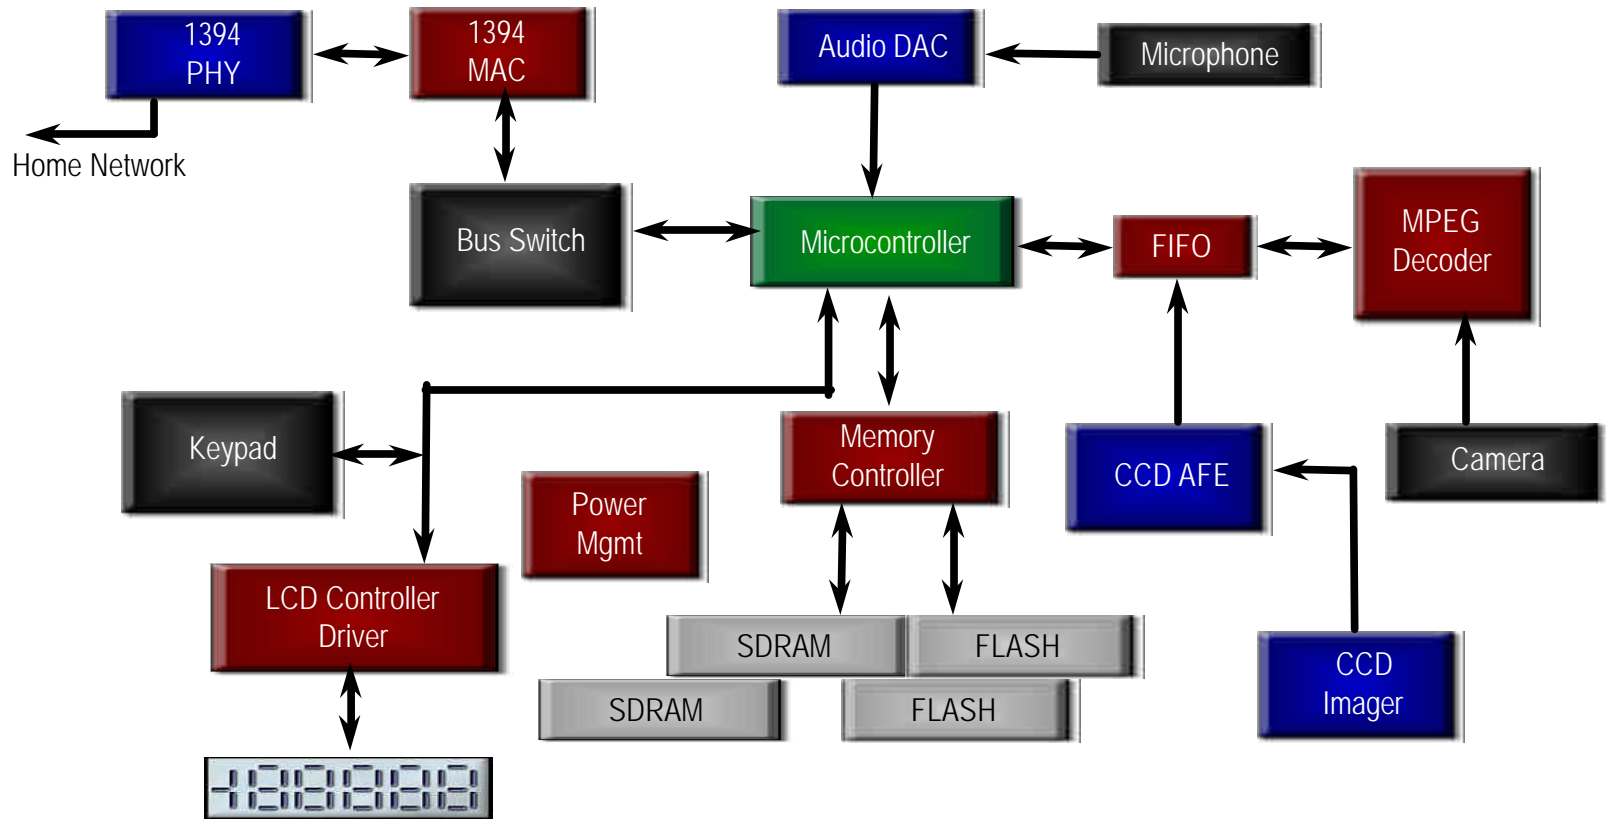 1394
PHY
1394
MAC
Audio DAC
Microphone
Home Network
Bus Switch
Microcontroller
FIFO
MPEG
Decoder
Keypad
Memory
Controller
CCD AFE
Camera
Power
Mgmt
LCD Controller
Driver
SDRAM
FLASH
CCD
Imager
SDRAM
FLASH